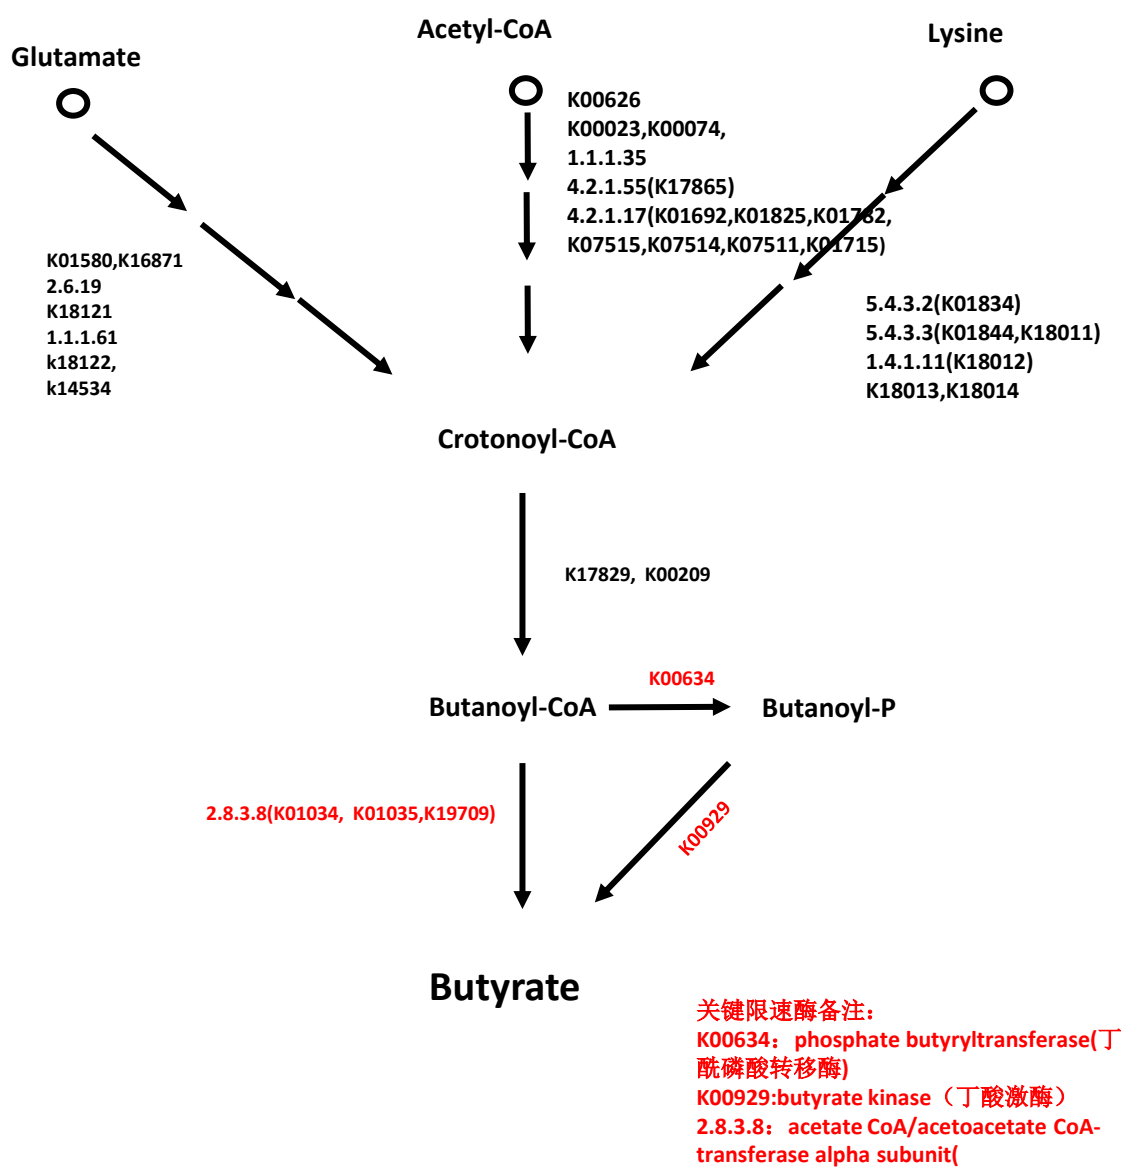 Acetyl-CoA
Glutamate
Lysine
K00626
K00023,K00074,
1.1.1.35
4.2.1.55(K17865)
4.2.1.17(K01692,K01825,K01782,
K07515,K07514,K07511,K01715)
K01580,K16871
2.6.19
K18121
1.1.1.61
k18122,
k14534
5.4.3.2(K01834)
5.4.3.3(K01844,K18011)
1.4.1.11(K18012)
K18013,K18014
Crotonoyl-CoA
K17829, K00209
K00634
Butanoyl-CoA
Butanoyl-P
2.8.3.8(K01034, K01035,K19709)
K00929
Butyrate
关键限速酶备注：
K00634：phosphate butyryltransferase(丁
酰磷酸转移酶)
K00929:butyrate kinase（丁酸激酶）
2.8.3.8：acetate CoA/acetoacetate CoA-
transferase alpha subunit(